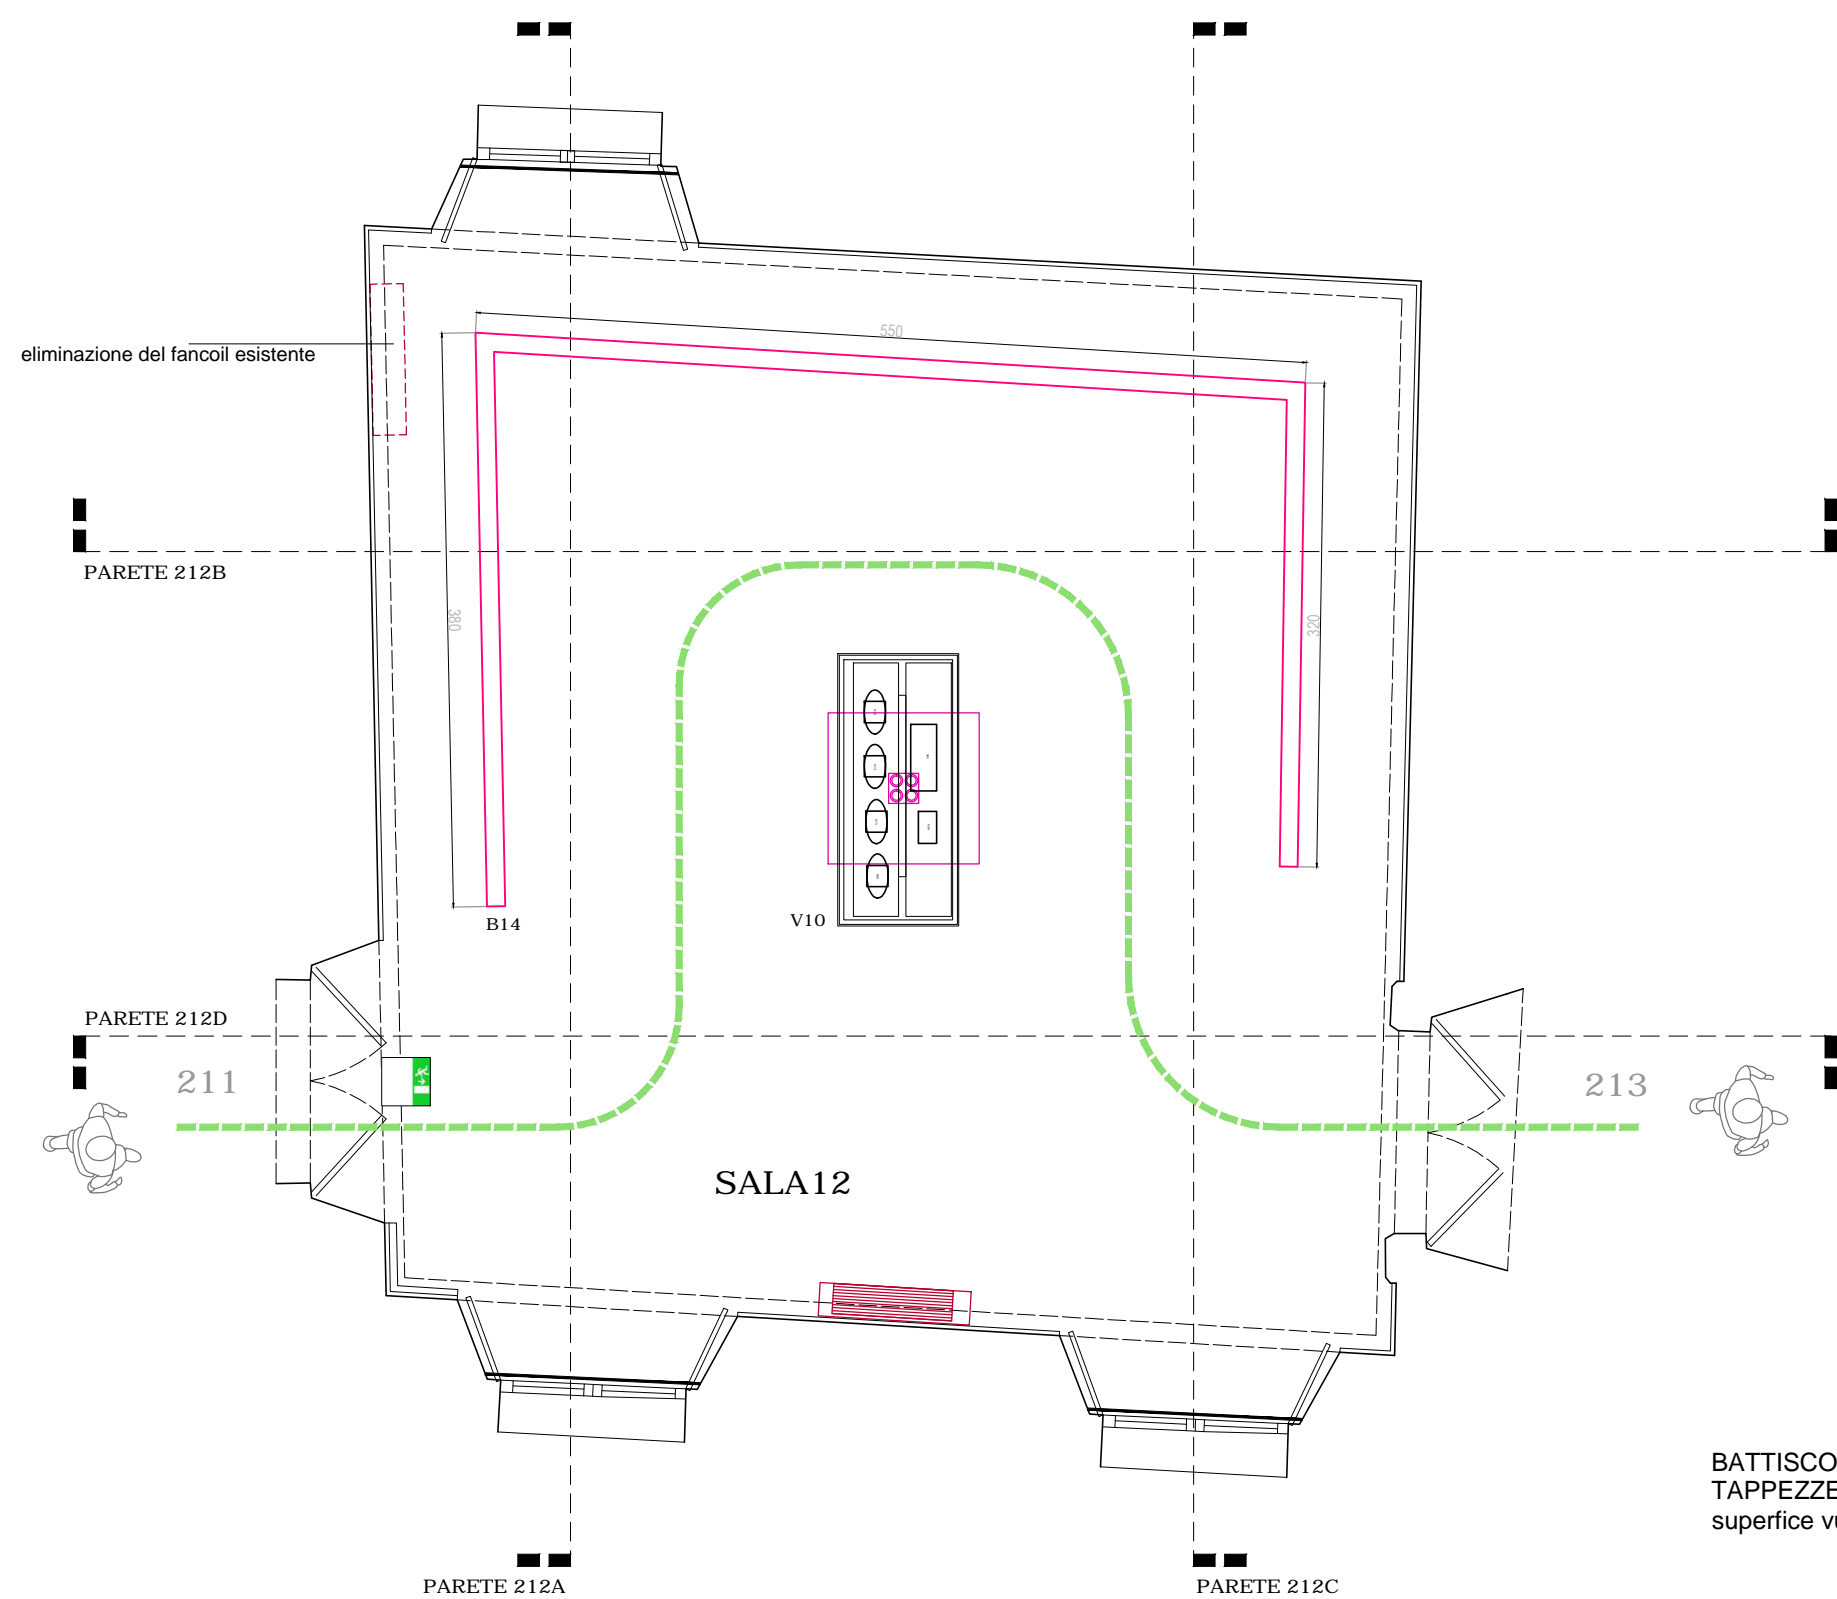 550
eliminazione del fancoil esistente
PARETE 212B
380
320
B14
V10
PARETE 212D
211
213
SALA12
BATTISCO
TAPPEZZE
superfice vu
PARETE 212A
PARETE 212C